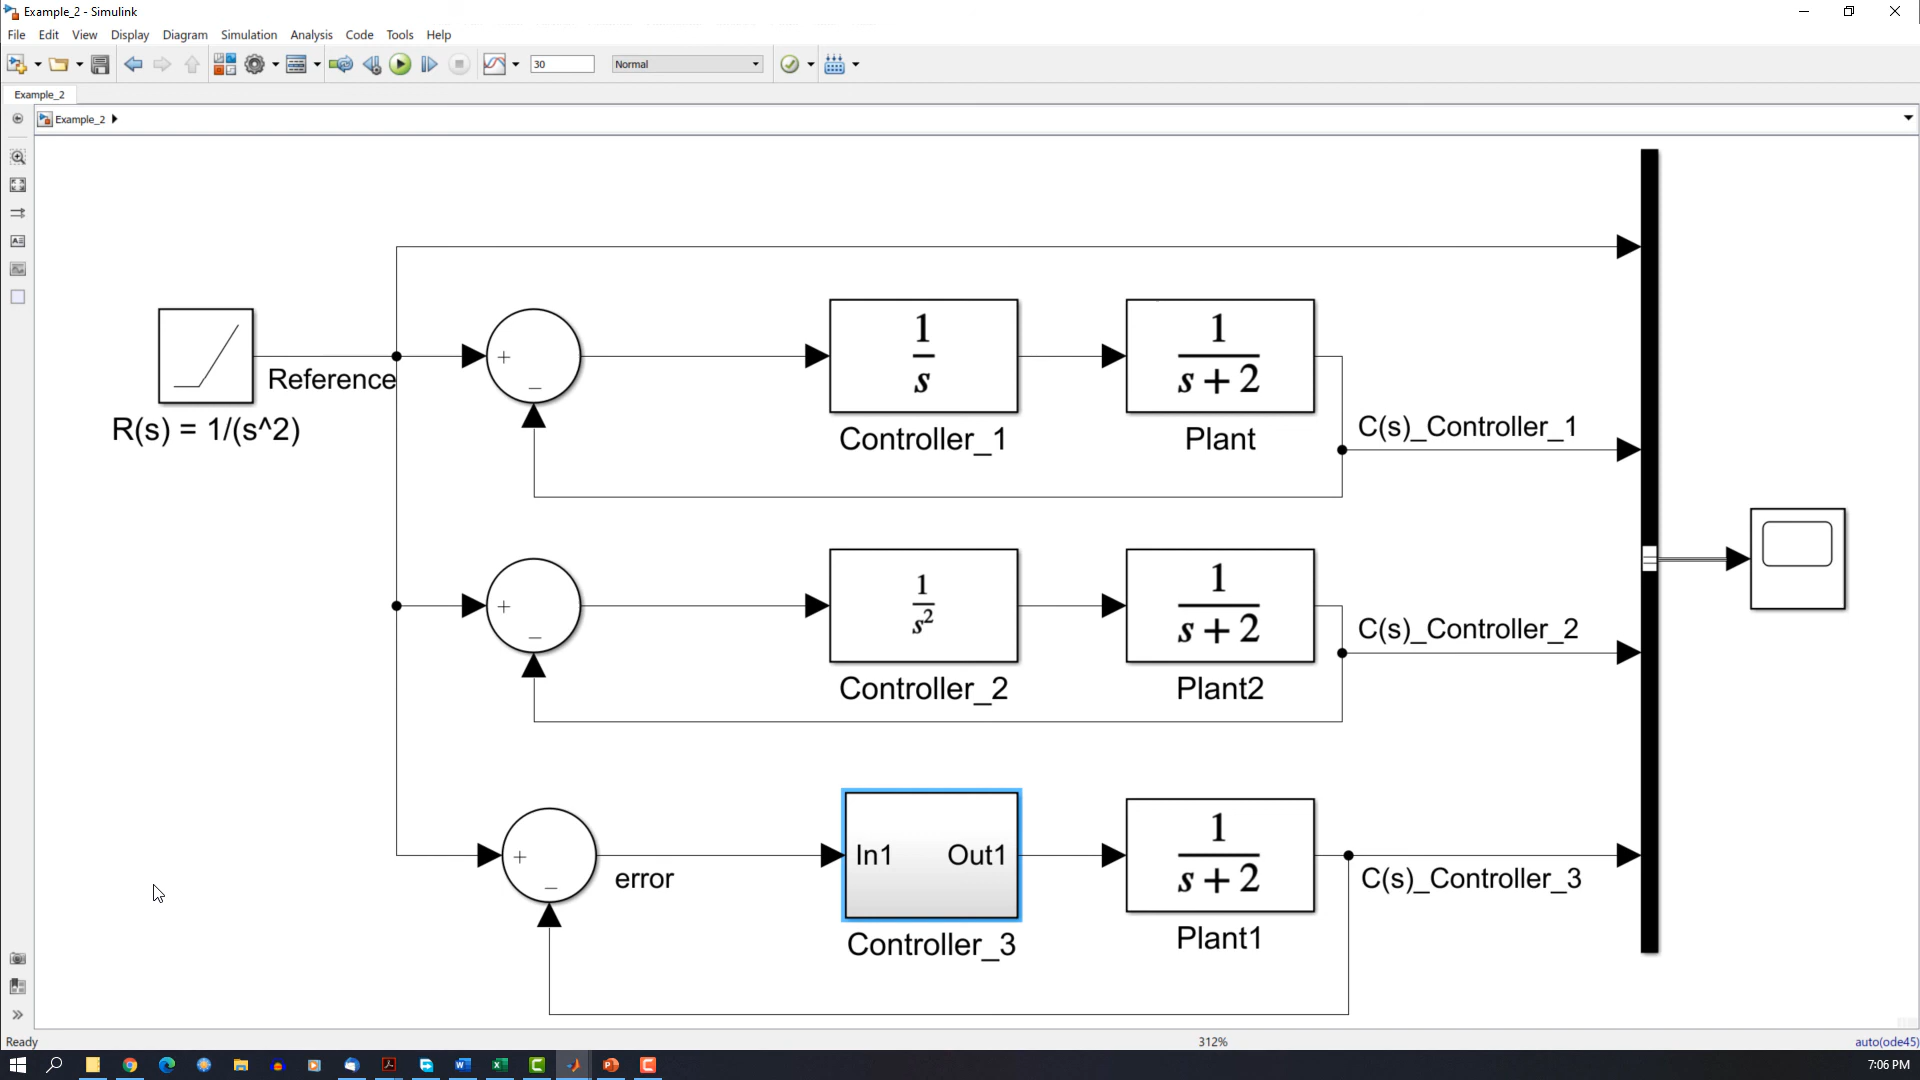 Example_2 - Simulink
File Edit View Display Diagram Simulation Analysis Code Tools Help
30 Normal
Example_2
Example_2
Reference
R(s) = 1/(s^2)
+
−
1
s
Controller_1
1
s + 2
Plant
C(s)_Controller_1
+
−
1
s²
Controller_2
1
s + 2
Plant2
C(s)_Controller_2
+
−
error
In1 Out1
Controller_3
1
s + 2
Plant1
C(s)_Controller_3
Ready 312% auto(ode45)
7:06 PM